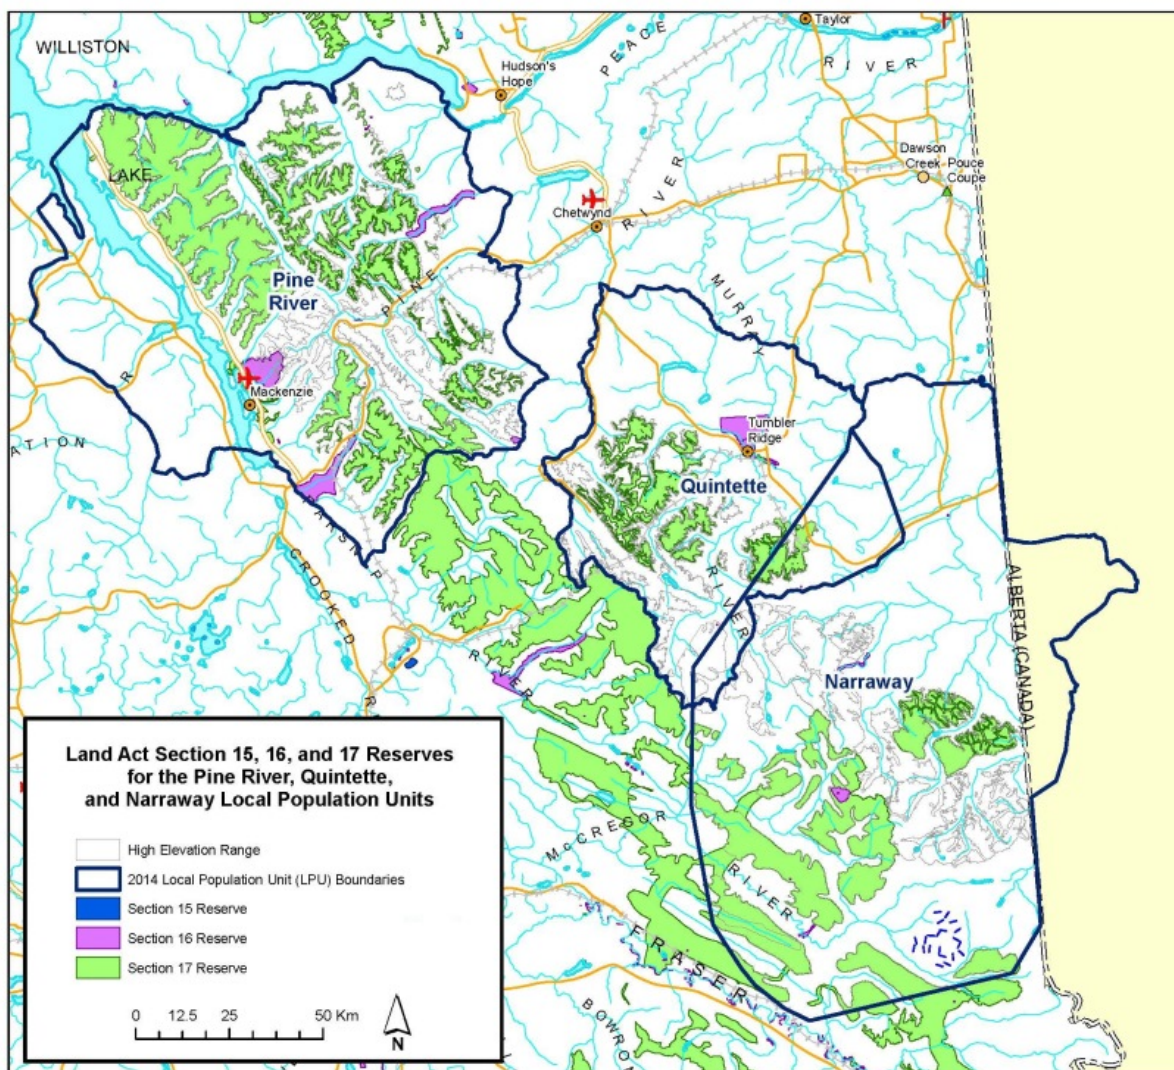 WILLISTON
LAKE
Hudson's
Hope
PEACE
RIVER
Taylor
Dawson
Creek
Pouce
Coupe
Chetwynd
RIVER
Pine
River
PINE
MURRAY
Mackenzie
Tumbler
Ridge
Quintette
RIVER
PARSNIP
RIVER
CROOKED
R
R
ATION
Narraway
ALBERTA (CANADA)
McCREGOR
RIVER
FRASER
BOWRO
Land Act Section 15, 16, and 17 Reserves
for the Pine River, Quintette,
and Narraway Local Population Units
High Elevation Range
2014 Local Population Unit (LPU) Boundaries
Section 15 Reserve
Section 16 Reserve
Section 17 Reserve
0 12.5 25 50 Km
N